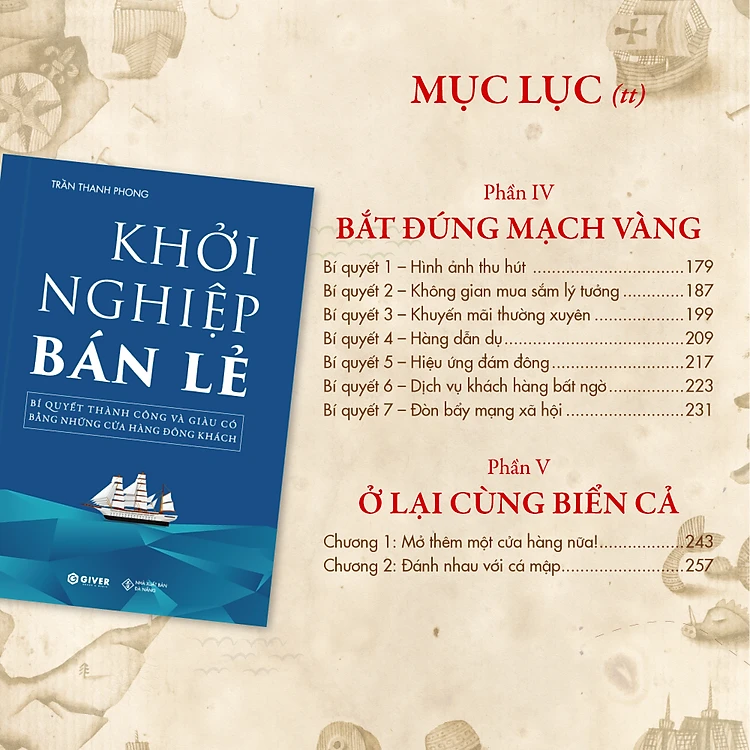 MỤC LỤC (tt)
TRẦN THANH PHONG
KHỞI
NGHIỆP
BÁN LẺ
BÍ QUYẾT THÀNH CÔNG VÀ GIÀU CÓ
BẰNG NHỮNG CỬA HÀNG ĐÔNG KHÁCH
GIVER
NHÀ XUẤT BẢN
ĐÀ NẴNG
Phần IV
BẮT ĐÚNG MẠCH VÀNG
Bí quyết 1 – Hình ảnh thu hút ..................................179
Bí quyết 2 – Không gian mua sắm lý tưởng .............187
Bí quyết 3 – Khuyến mãi thường xuyên ...................199
Bí quyết 4 – Hàng dẫn dụ.......................................209
Bí quyết 5 – Hiệu ứng đám đông.............................217
Bí quyết 6 – Dịch vụ khách hàng bất ngờ ................223
Bí quyết 7 – Đòn bẩy mạng xã hội ..........................231
Phần V
Ở LẠI CÙNG BIỂN CẢ
Chương 1: Mở thêm một cửa hàng nữa!...................243
Chương 2: Đánh nhau với cá mập............................257